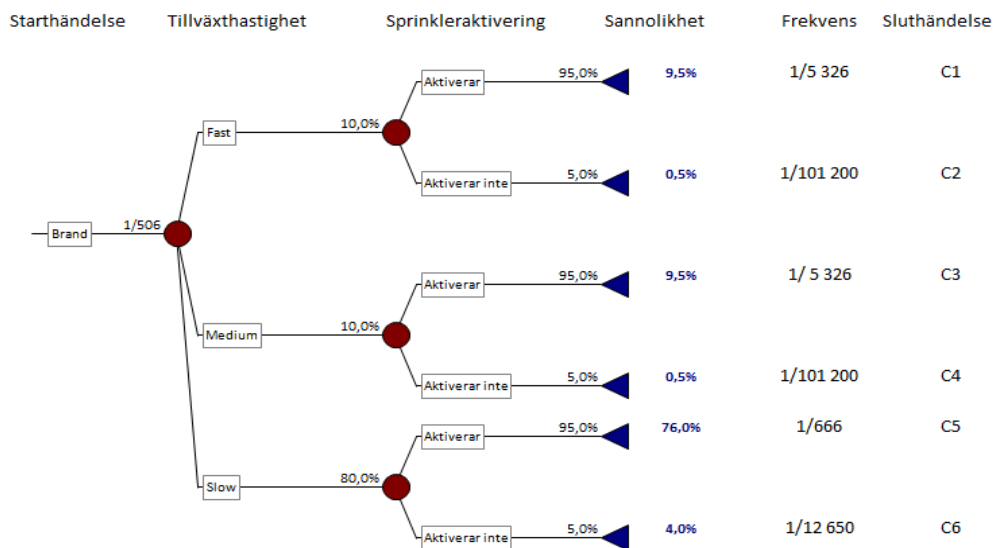 Starthändelse Tillväxthastighet Sprinkleraktivering Sannolikhet Frekvens Sluthändelse
Aktiverar 95,0% 9,5% 1/5 326 C1
Fast 10,0%
Aktiverar inte 5,0% 0,5% 1/101 200 C2
Brand 1/506
Aktiverar 95,0% 9,5% 1/ 5 326 C3
Medium 10,0%
Aktiverar inte 5,0% 0,5% 1/101 200 C4
Aktiverar 95,0% 76,0% 1/666 C5
Slow 80,0%
Aktiverar inte 5,0% 4,0% 1/12 650 C6